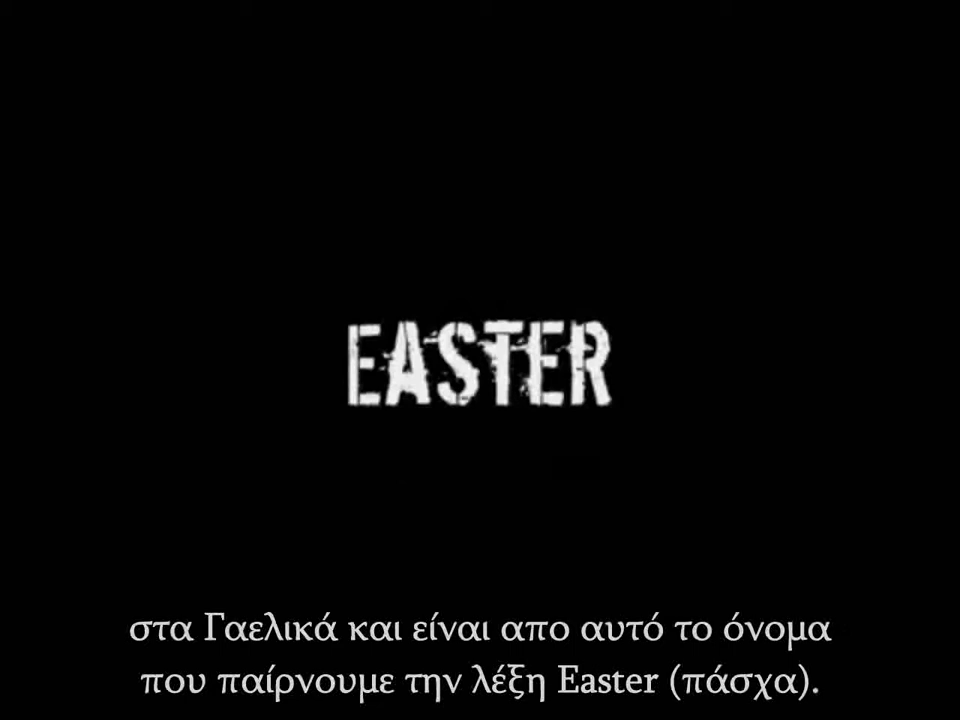 EASTER
στα Γαελικά και είναι απο αυτό το όνομα
που παίρνουμε την λέξη Easter (πάσχα).